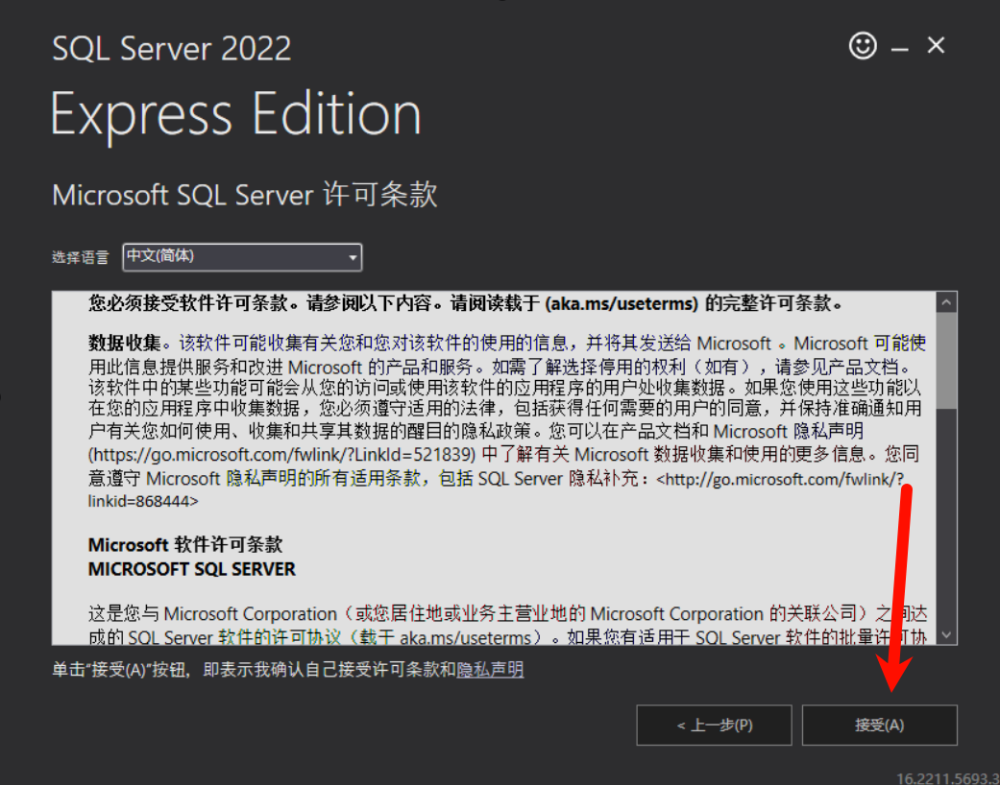 SQL Server 2022
Express Edition
Microsoft SQL Server 许可条款
选择语言 中文(简体)
您必须接受软件许可条款。请参阅以下内容。请阅读载于 (aka.ms/useterms) 的完整许可条款。
数据收集。该软件可能收集有关您和您对该软件的使用的信息，并将其发送给 Microsoft 。Microsoft 可能使
用此信息提供服务和改进 Microsoft 的产品和服务。如需了解选择停用的权利（如有），请参见产品文档。
该软件中的某些功能可能会从您的访问或使用该软件的应用程序的用户处收集数据。如果您使用这些功能以
在您的应用程序中收集数据，您必须遵守适用的法律，包括获得任何需要的用户的同意，并保持准确通知用
户有关您如何使用、收集和共享其数据的醒目的隐私政策。您可以在产品文档和 Microsoft 隐私声明
(https://go.microsoft.com/fwlink/?LinkId=521839) 中了解有关 Microsoft 数据收集和使用的更多信息。您同
意遵守 Microsoft 隐私声明的所有适用条款，包括 SQL Server 隐私补充：<http://go.microsoft.com/fwlink/?
linkid=868444>
Microsoft 软件许可条款
MICROSOFT SQL SERVER
这是您与 Microsoft Corporation（或您居住地或业务主营业地的 Microsoft Corporation 的关联公司）之间达
成的 SQL Server 软件的许可协议（载于 aka.ms/useterms）。如果您有适用于 SQL Server 软件的批量许可协
单击“接受(A)”按钮，即表示我确认自己接受许可条款和隐私声明
< 上一步(P)
接受(A)
16.2211.5693.3